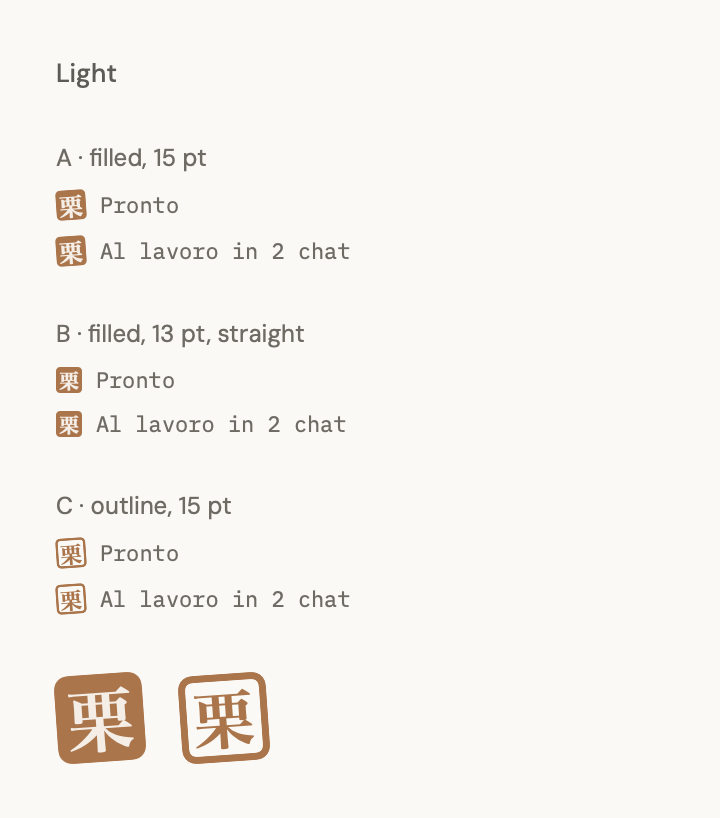 Light
A · filled, 15 pt
栗 Pronto
栗 Al lavoro in 2 chat
B · filled, 13 pt, straight
栗 Pronto
栗 Al lavoro in 2 chat
C · outline, 15 pt
栗 Pronto
栗 Al lavoro in 2 chat
栗 栗